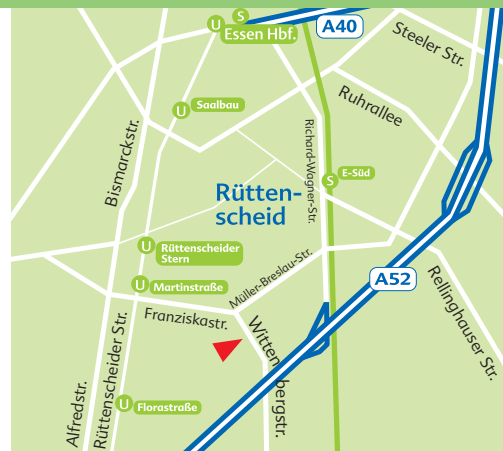 S
U
Essen Hbf.
A40
Steeler Str.
U
Saalbau
Ruhrallee
Bismarckstr.
Richard-Wagner-Str.
S
E-Süd
Rütten-
scheid
U
Rüttenscheider
Stern
U
Martinstraße
Müller-Breslau-Str.
A52
Rellinghauser Str.
Franziskastr.
Wittenbergstr.
Alfredstr.
Rüttenscheider Str.
U
Florastraße